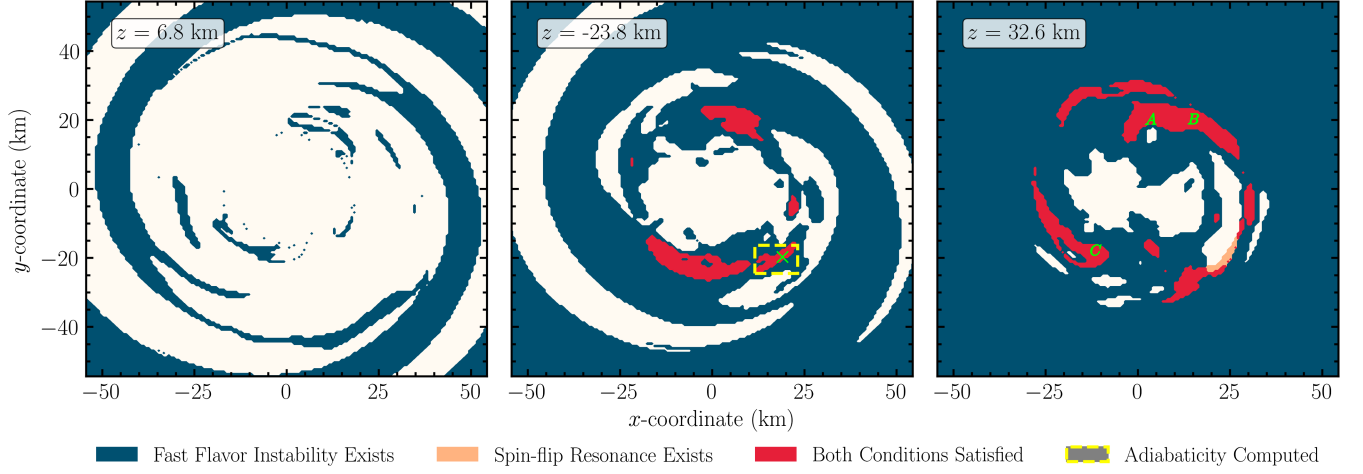 z = 6.8 km
z = -23.8 km
z = 32.6 km
y-coordinate (km)
40
20
0
−20
−40
A
B
C
−50
−25
0
25
50
−50
−25
0
25
50
−50
−25
0
25
50
x-coordinate (km)
Fast Flavor Instability Exists
Spin-flip Resonance Exists
Both Conditions Satisfied
Adiabaticity Computed